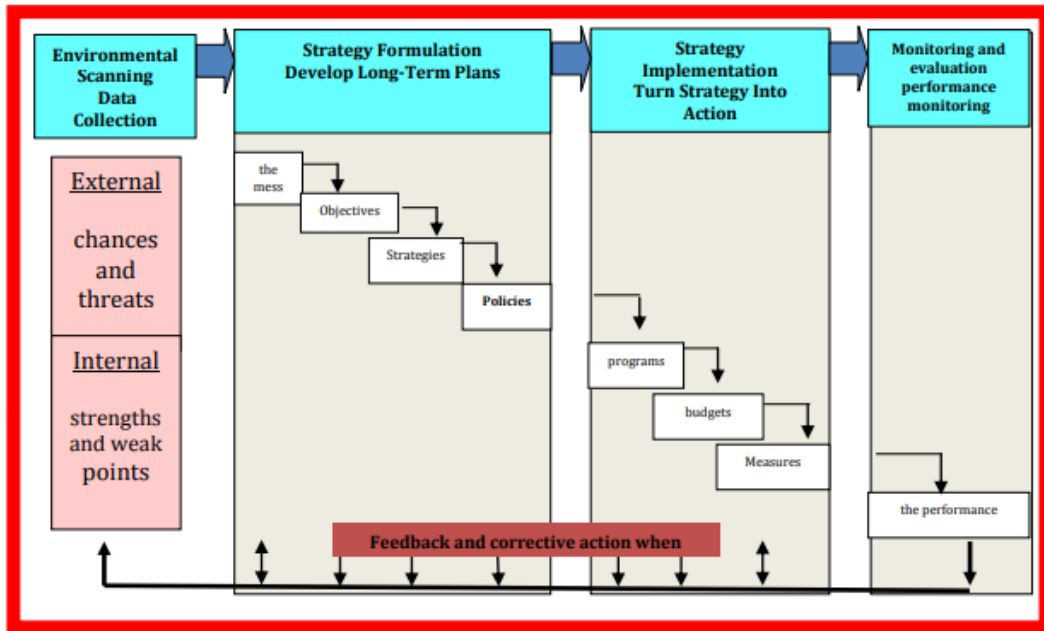 Environmental
Scanning
Data
Collection
Strategy Formulation
Develop Long-Term Plans
Strategy
Implementation
Turn Strategy Into
Action
Monitoring and
evaluation
performance
monitoring
External
chances
and
threats
Internal
strengths
and weak
points
the
mess
Objectives
Strategies
Policies
programs
budgets
Measures
the performance
Feedback and corrective action when